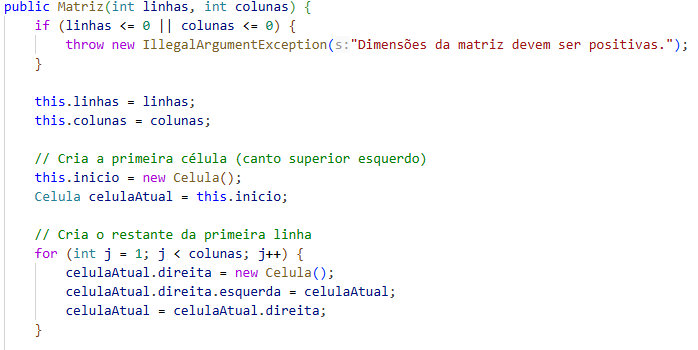 public Matriz(int linhas, int colunas) {
if (linhas <= 0 || colunas <= 0) {
throw new IllegalArgumentException(s:"Dimensões da matriz devem ser positivas.");
}
this.linhas = linhas;
this.colunas = colunas;
// Cria a primeira célula (canto superior esquerdo)
this.inicio = new Celula();
Celula celulaAtual = this.inicio;
// Cria o restante da primeira linha
for (int j = 1; j < colunas; j++) {
celulaAtual.direita = new Celula();
celulaAtual.direita.esquerda = celulaAtual;
celulaAtual = celulaAtual.direita;
}